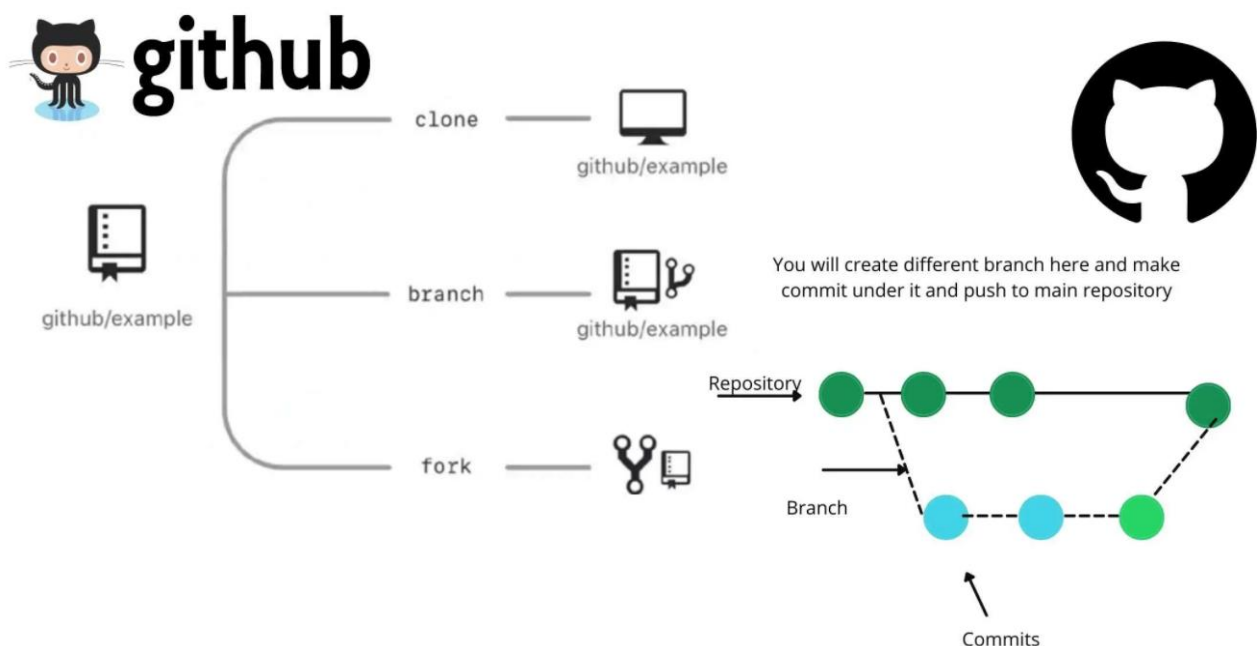 github
clone
github/example
github/example
branch
github/example
fork
You will create different branch here and make
commit under it and push to main repository
Repository
Branch
Commits